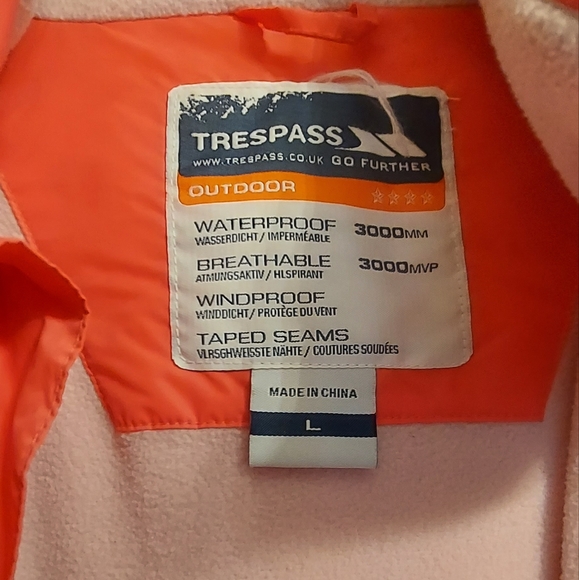 TRESPASS
WWW.TRESPASS.CO.UK GO FURTHER
OUTDOOR
WATERPROOF 3000MM
WASSERDICHT / IMPERMÉABLE
BREATHABLE 3000MVP
ATMUNGSAKTIV / HLSPIRANT
WINDPROOF
WINDDICHT / PROTÈGE DU VENT
TAPED SEAMS
VLRSGHWEISSTE NÄHTE / COUTURES SOUDÉES
MADE IN CHINA
L